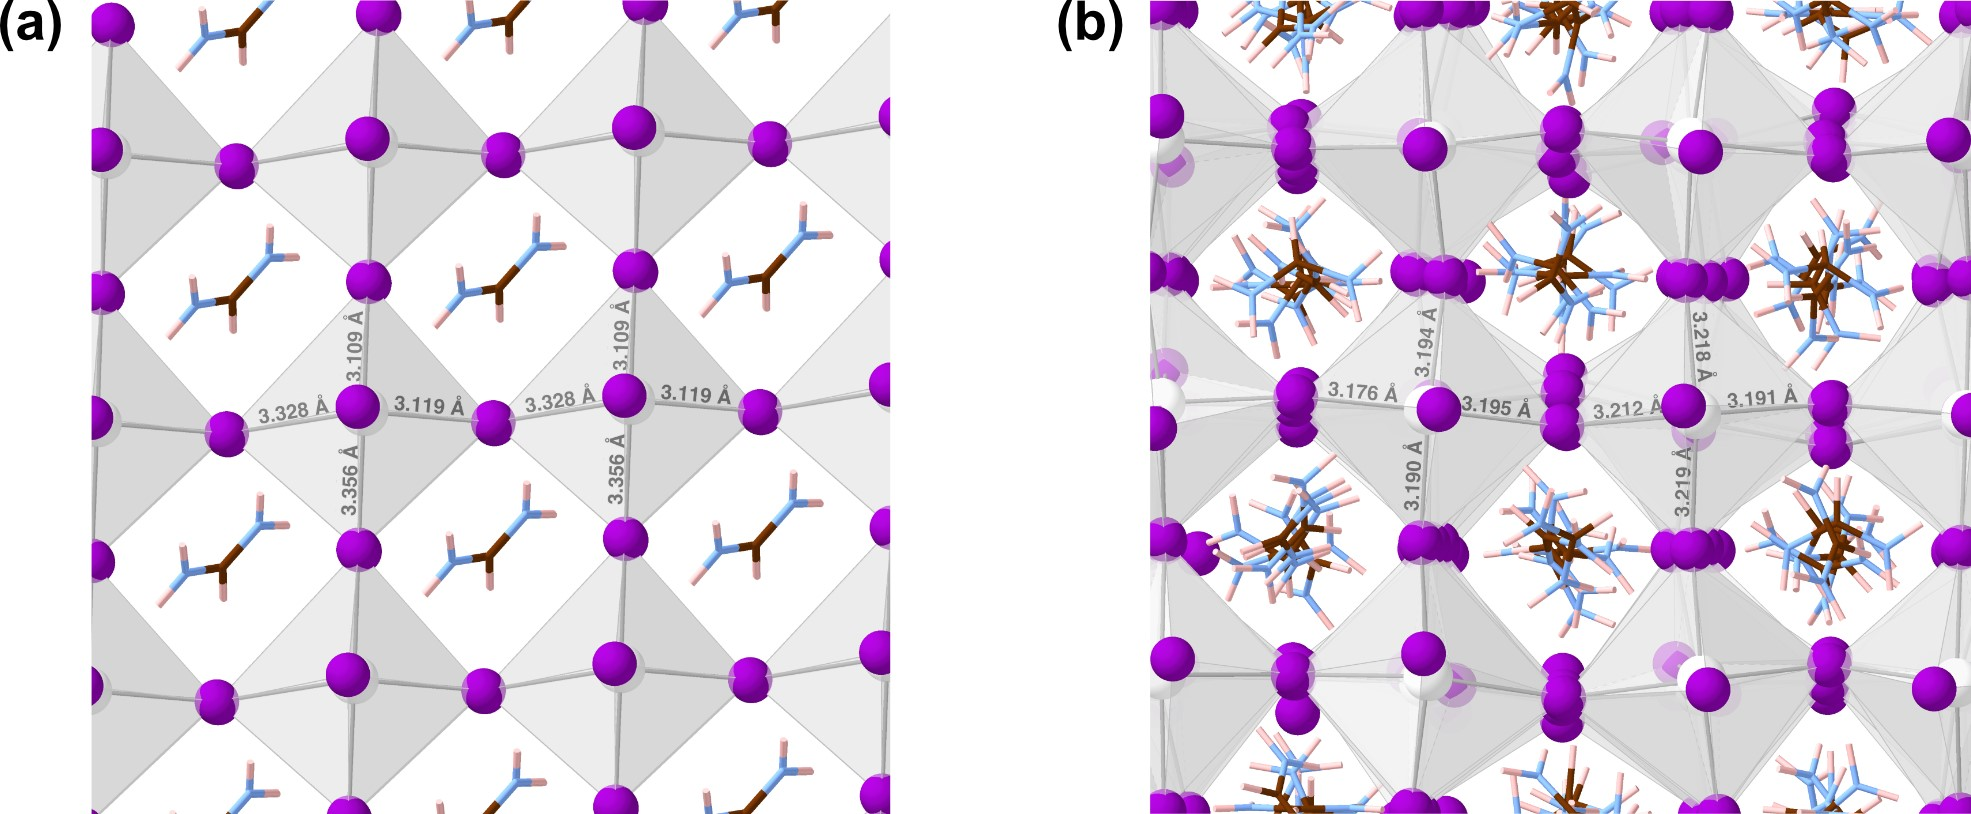 (a)
(b)
3.109 Å
3.109 Å
3.328 Å
3.119 Å
3.328 Å
3.119 Å
3.356 Å
3.356 Å
3.194 Å
3.218 Å
3.176 Å
3.195 Å
3.212 Å
3.191 Å
3.190 Å
3.219 Å